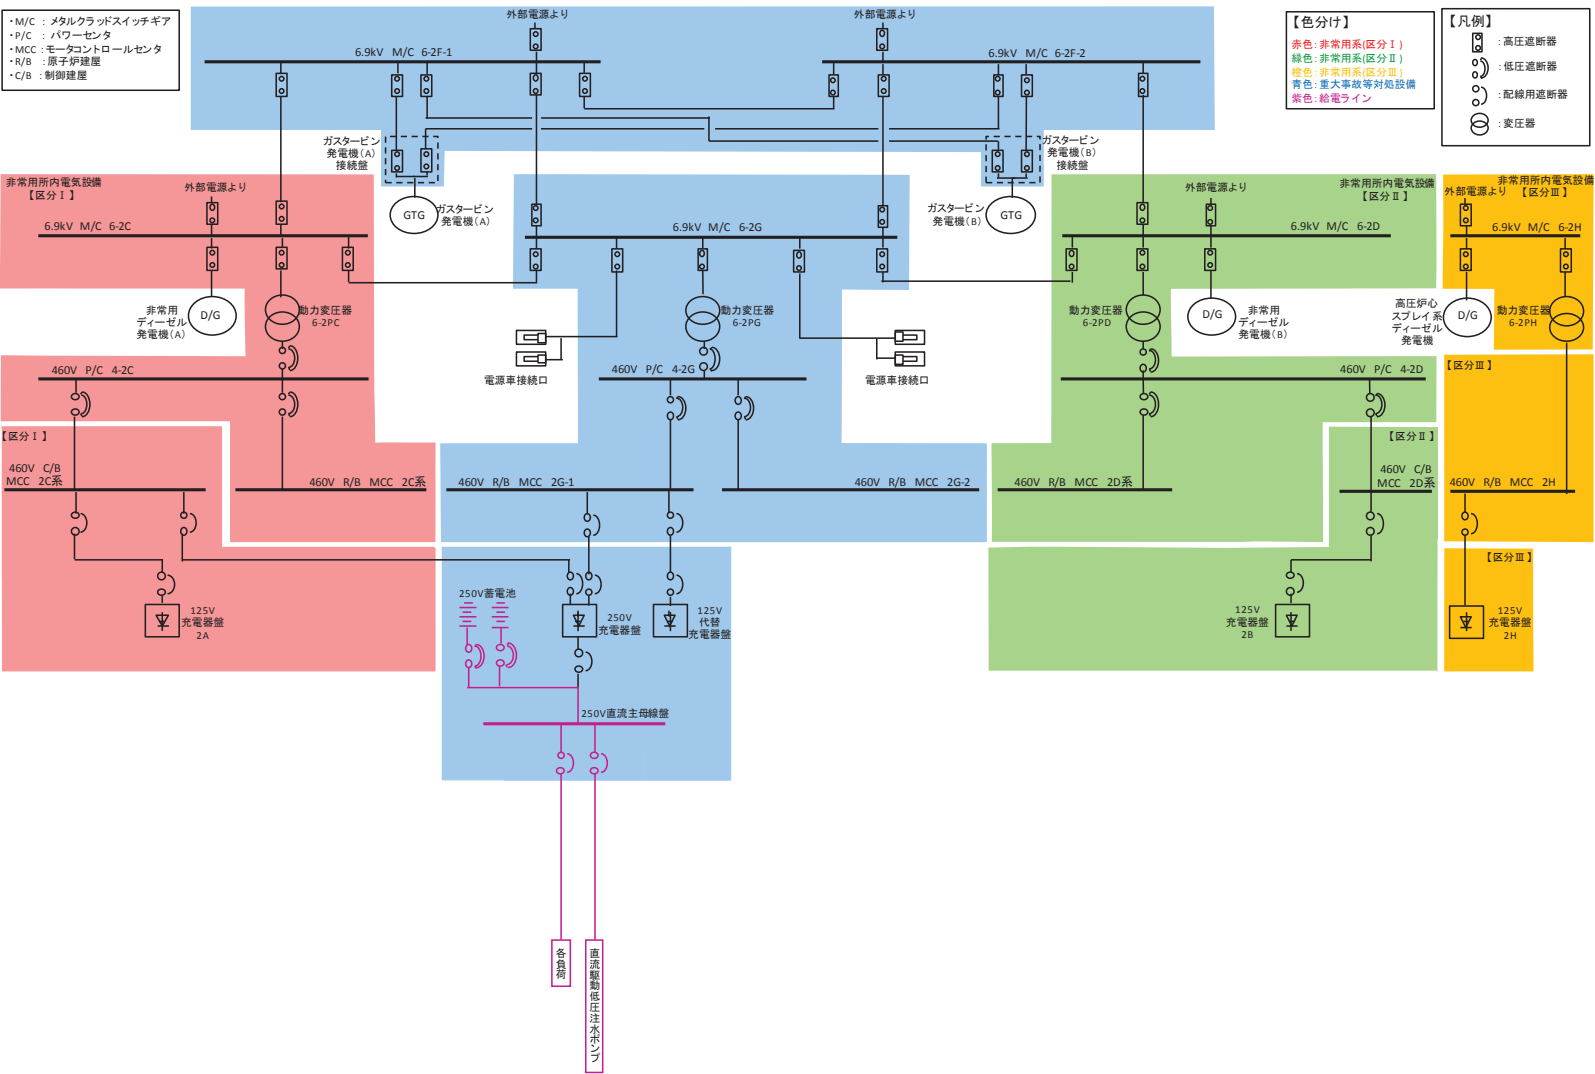 ・M/C : メタルクラッドスイッチギア
・P/C : パワーセンタ
・MCC : モータコントロールセンタ
・R/B : 原子炉建屋
・C/B : 制御建屋
外部電源より
外部電源より
6.9kV M/C 6-2F-1
6.9kV M/C 6-2F-2
【色分け】
赤色: 非常用系(区分Ⅰ)
緑色: 非常用系(区分Ⅱ)
橙色: 非常用系(区分Ⅲ)
青色: 重大事故等対処設備
紫色: 給電ライン
【凡例】
: 高圧遮断器
: 低圧遮断器
: 配線用遮断器
: 変圧器
ガスタービン
発電機(A)
接続盤
ガスタービン
発電機(B)
接続盤
非常用所内電気設備
【区分Ⅰ】
外部電源より
6.9kV M/C 6-2C
GTG
ガスタービン
発電機(A)
6.9kV M/C 6-2G
ガスタービン
発電機(B)
GTG
外部電源より
非常用所内電気設備
【区分Ⅱ】
6.9kV M/C 6-2D
非常用所内電気設備
【区分Ⅲ】
外部電源より
6.9kV M/C 6-2H
非常用
ディーゼル
発電機(A)
D/G
動力変圧器
6-2PC
動力変圧器
6-2PG
動力変圧器
6-2PD
D/G
非常用
ディーゼル
発電機(B)
高圧炉心
スプレイ系
ディーゼル
発電機
D/G
動力変圧器
6-2PH
電源車接続口
電源車接続口
460V P/C 4-2C
460V P/C 4-2G
460V P/C 4-2D
【区分Ⅲ】
【区分Ⅰ】
【区分Ⅱ】
460V C/B
MCC 2C系
460V R/B MCC 2C系
460V R/B MCC 2G-1
460V R/B MCC 2G-2
460V R/B MCC 2D系
460V C/B
MCC 2D系
460V R/B MCC 2H
【区分Ⅲ】
125V
充電器盤
2A
250V蓄電池
250V
充電器盤
125V
代替
充電器盤
125V
充電器盤
2B
125V
充電器盤
2H
250V直流主母線盤
各負荷
直流駆動低圧注水ポンプ